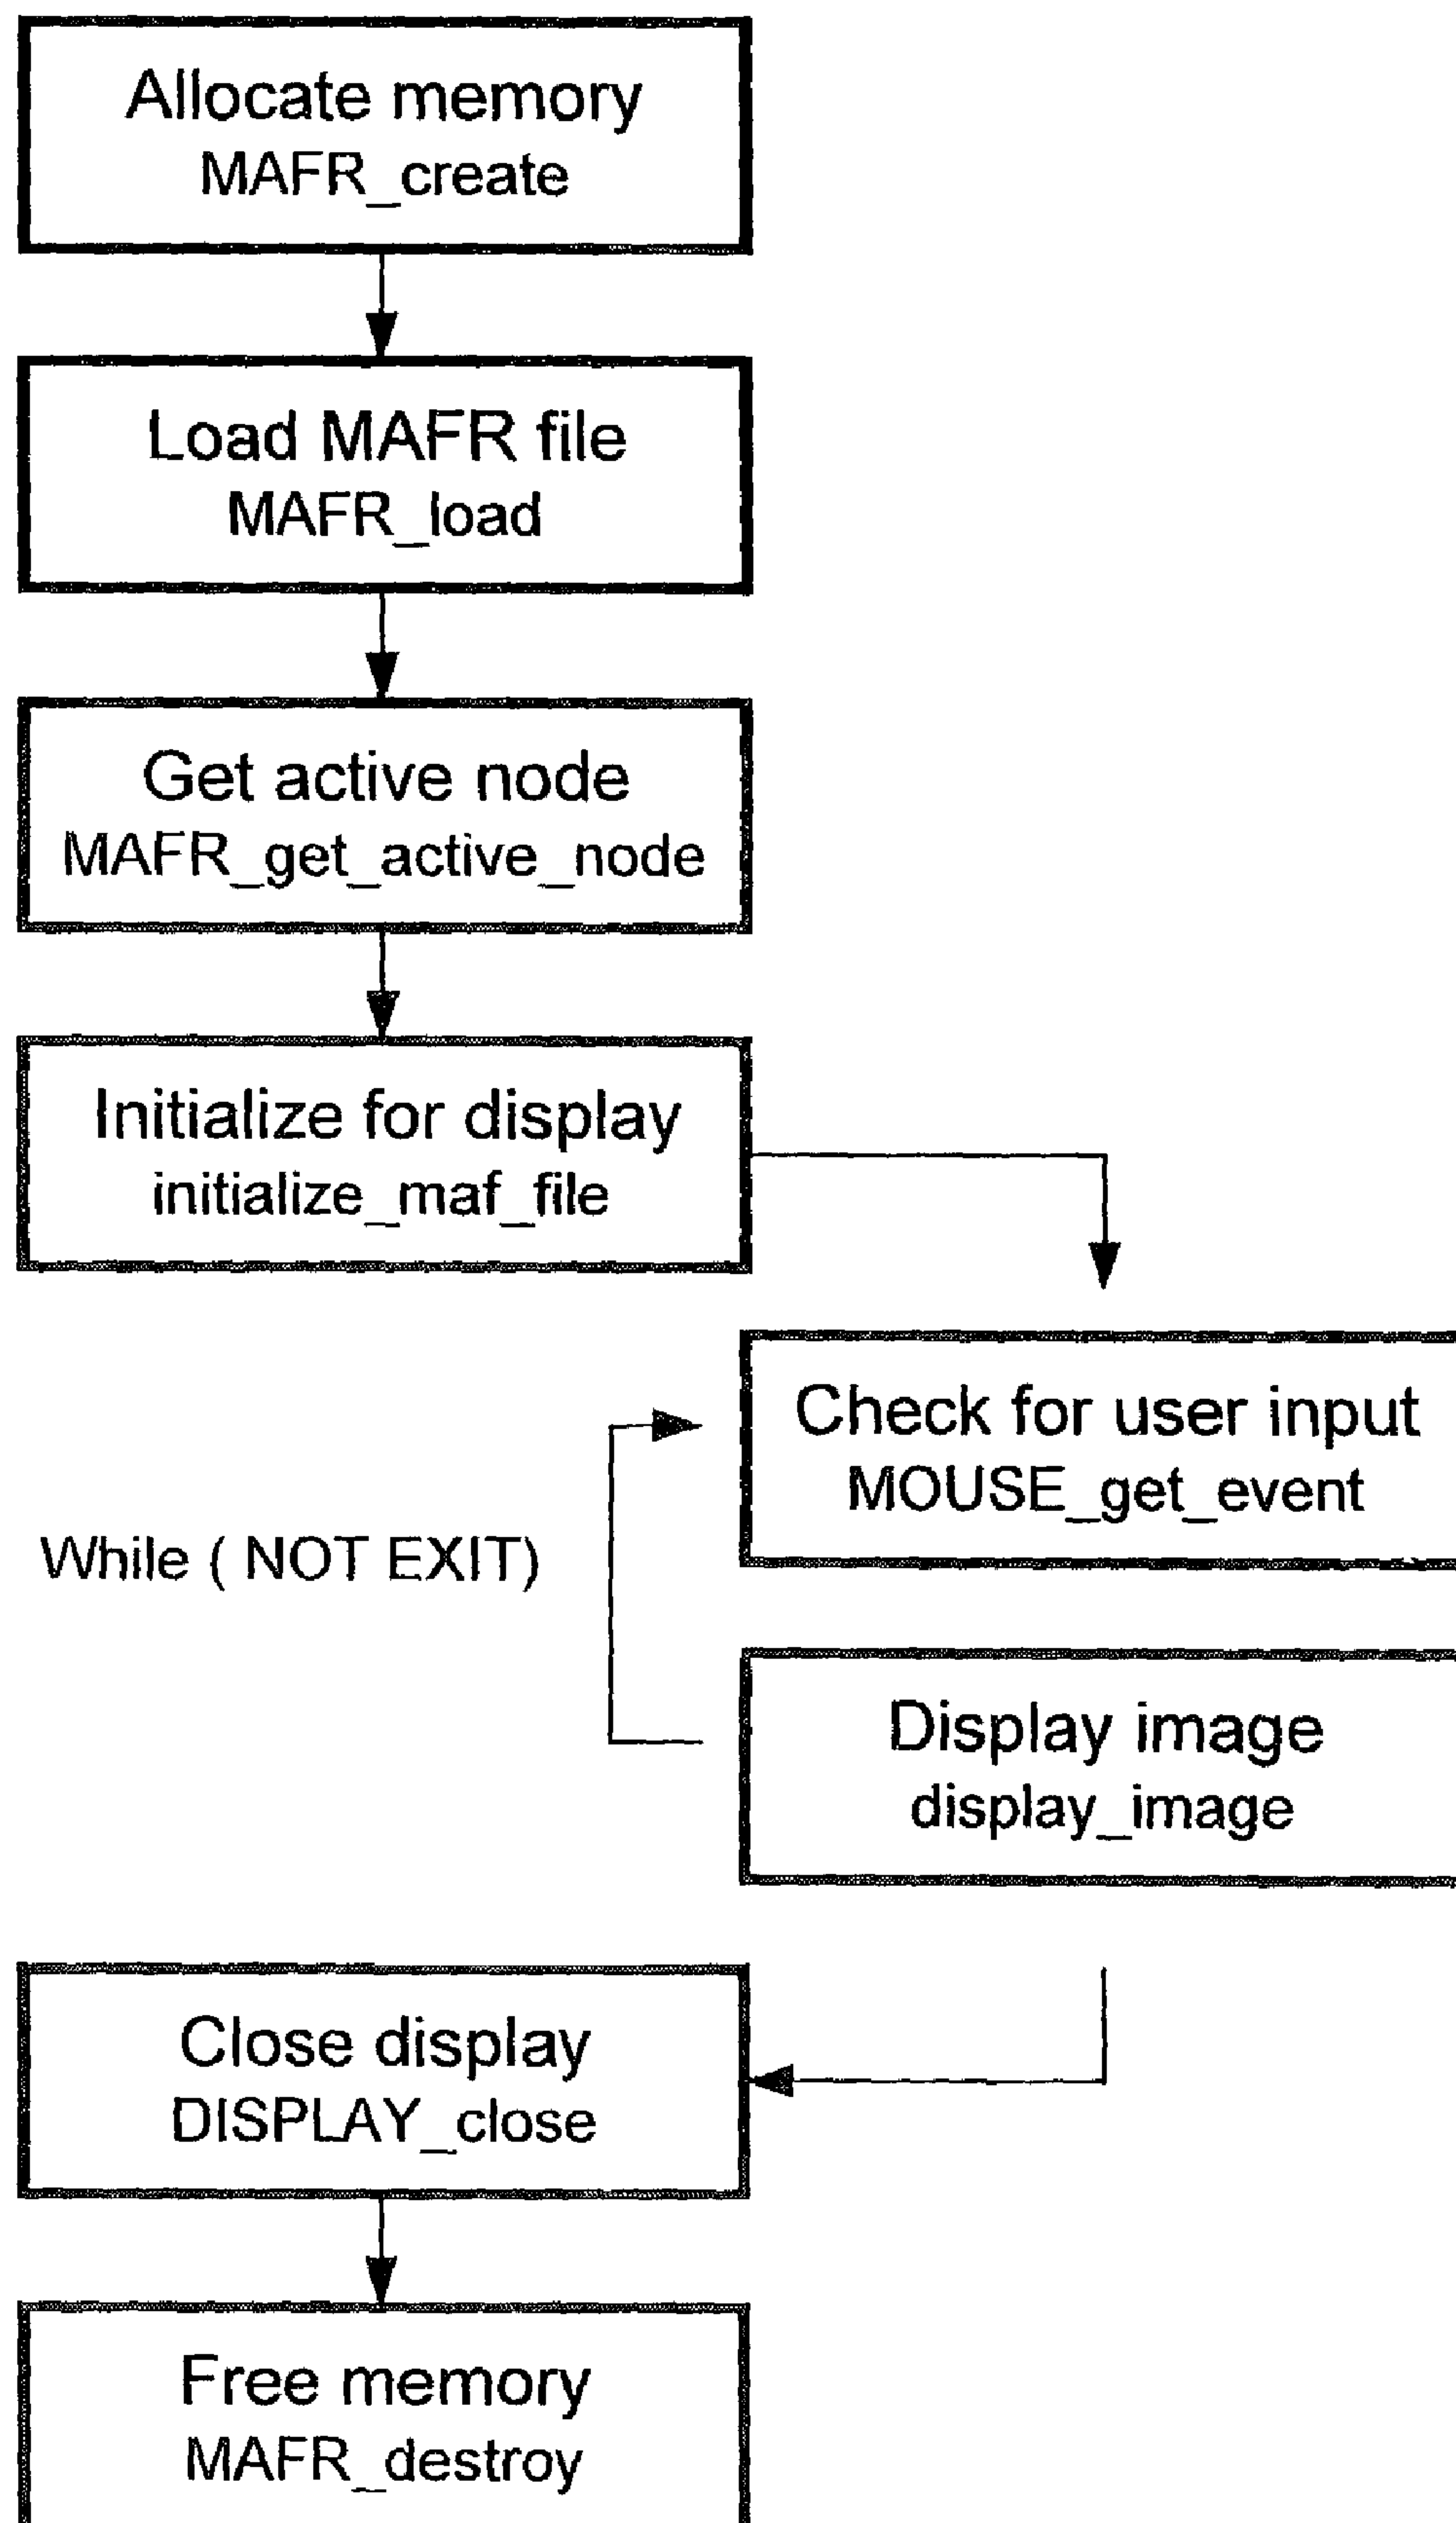 Allocate memory
MAFR_create
Load MAFR file
MAFR_load
Get active node
MAFR_get_active_node
Initialize for display
initialize_maf_file
Check for user input
MOUSE_get_event
While ( NOT EXIT)
Display image
display_image
Close display
DISPLAY_close
Free memory
MAFR_destroy